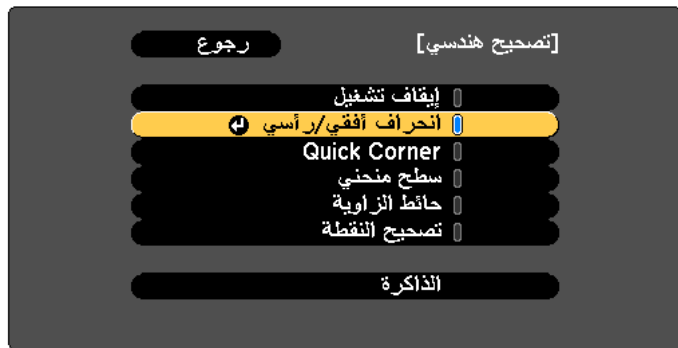 [تصحيح هندسي] رجوع
إيقاف تشغيل
انحراف أفقي/رأسي
Quick Corner
سطح منحني
حائط الزاوية
تصحيح النقطة
الذاكرة